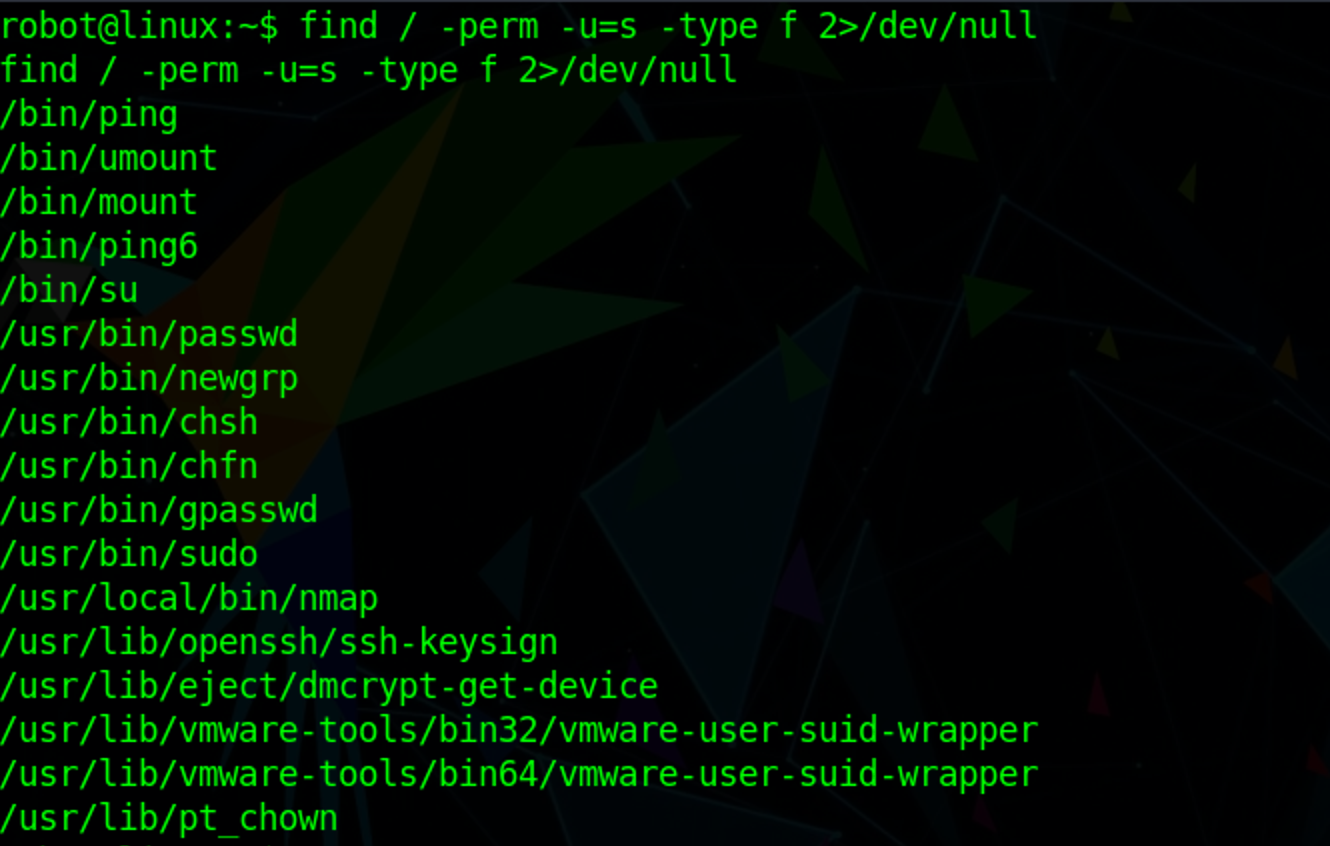 robot@linux:~$ find / -perm -u=s -type f 2>/dev/null
find / -perm -u=s -type f 2>/dev/null
/bin/ping
/bin/umount
/bin/mount
/bin/ping6
/bin/su
/usr/bin/passwd
/usr/bin/newgrp
/usr/bin/chsh
/usr/bin/chfn
/usr/bin/gpasswd
/usr/bin/sudo
/usr/local/bin/nmap
/usr/lib/openssh/ssh-keysign
/usr/lib/eject/dmcrypt-get-device
/usr/lib/vmware-tools/bin32/vmware-user-suid-wrapper
/usr/lib/vmware-tools/bin64/vmware-user-suid-wrapper
/usr/lib/pt_chown